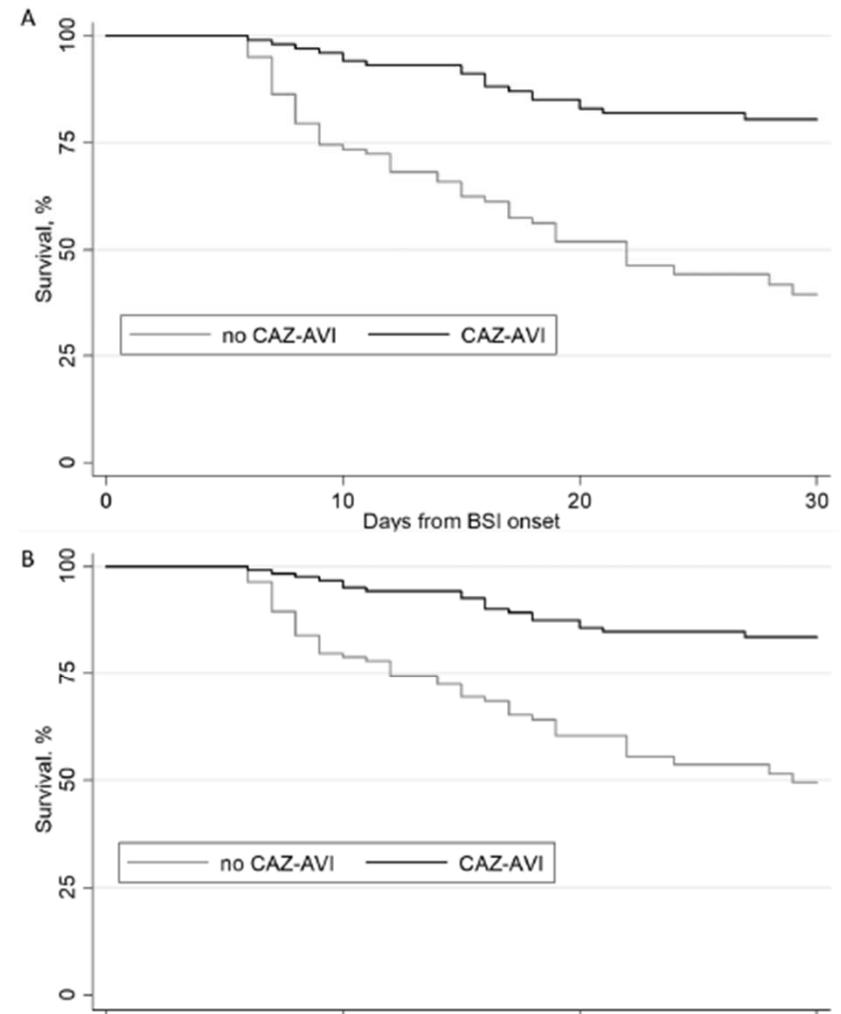 A
100
75
50
25
0
Survival, %
no CAZ-AVI CAZ-AVI
0 10 20 30
Days from BSI onset
B
100
75
50
25
0
Survival. %
no CAZ-AVI CAZ-AVI